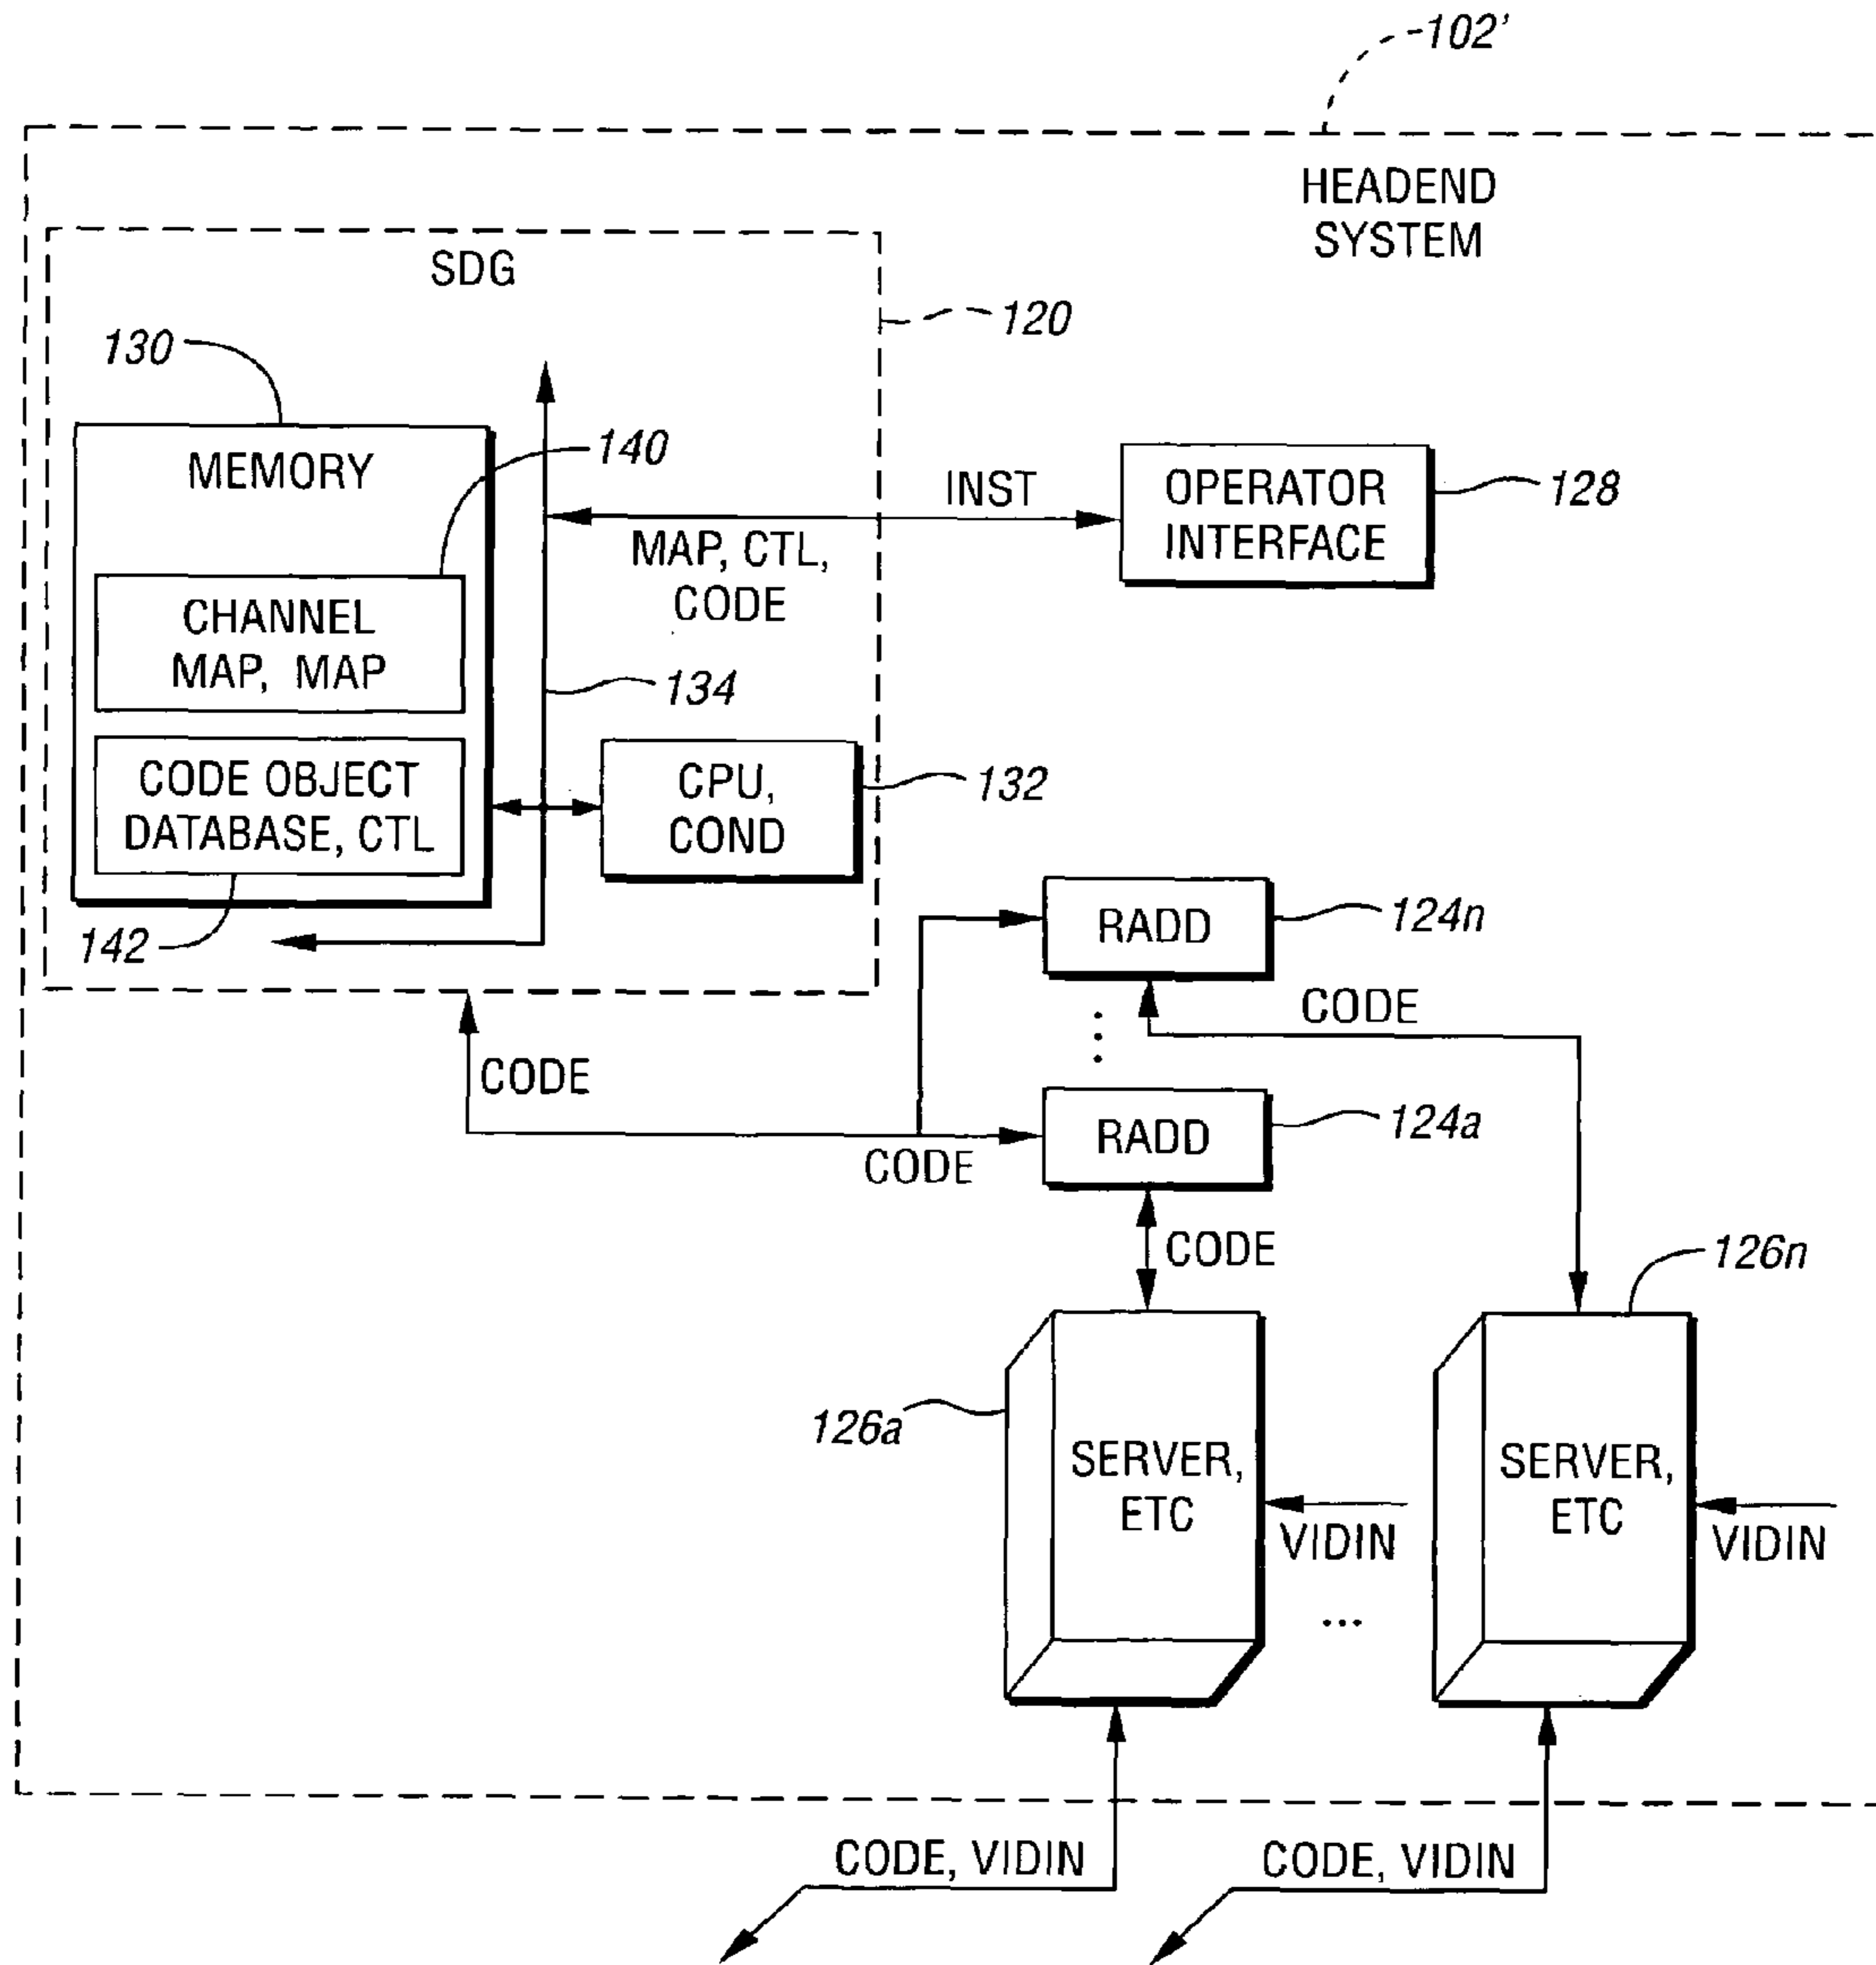 102'
HEADEND
SYSTEM
SDG
120
130
MEMORY
140
INST
OPERATOR
INTERFACE
128
MAP, CTL,
CODE
CHANNEL
MAP, MAP
134
CODE OBJECT
DATABASE, CTL
CPU,
COND
132
142
RADD
124n
CODE
CODE
RADD
124a
CODE
CODE
126n
126a
SERVER,
ETC
VIDIN
SERVER,
ETC
VIDIN
...
CODE, VIDIN
CODE, VIDIN